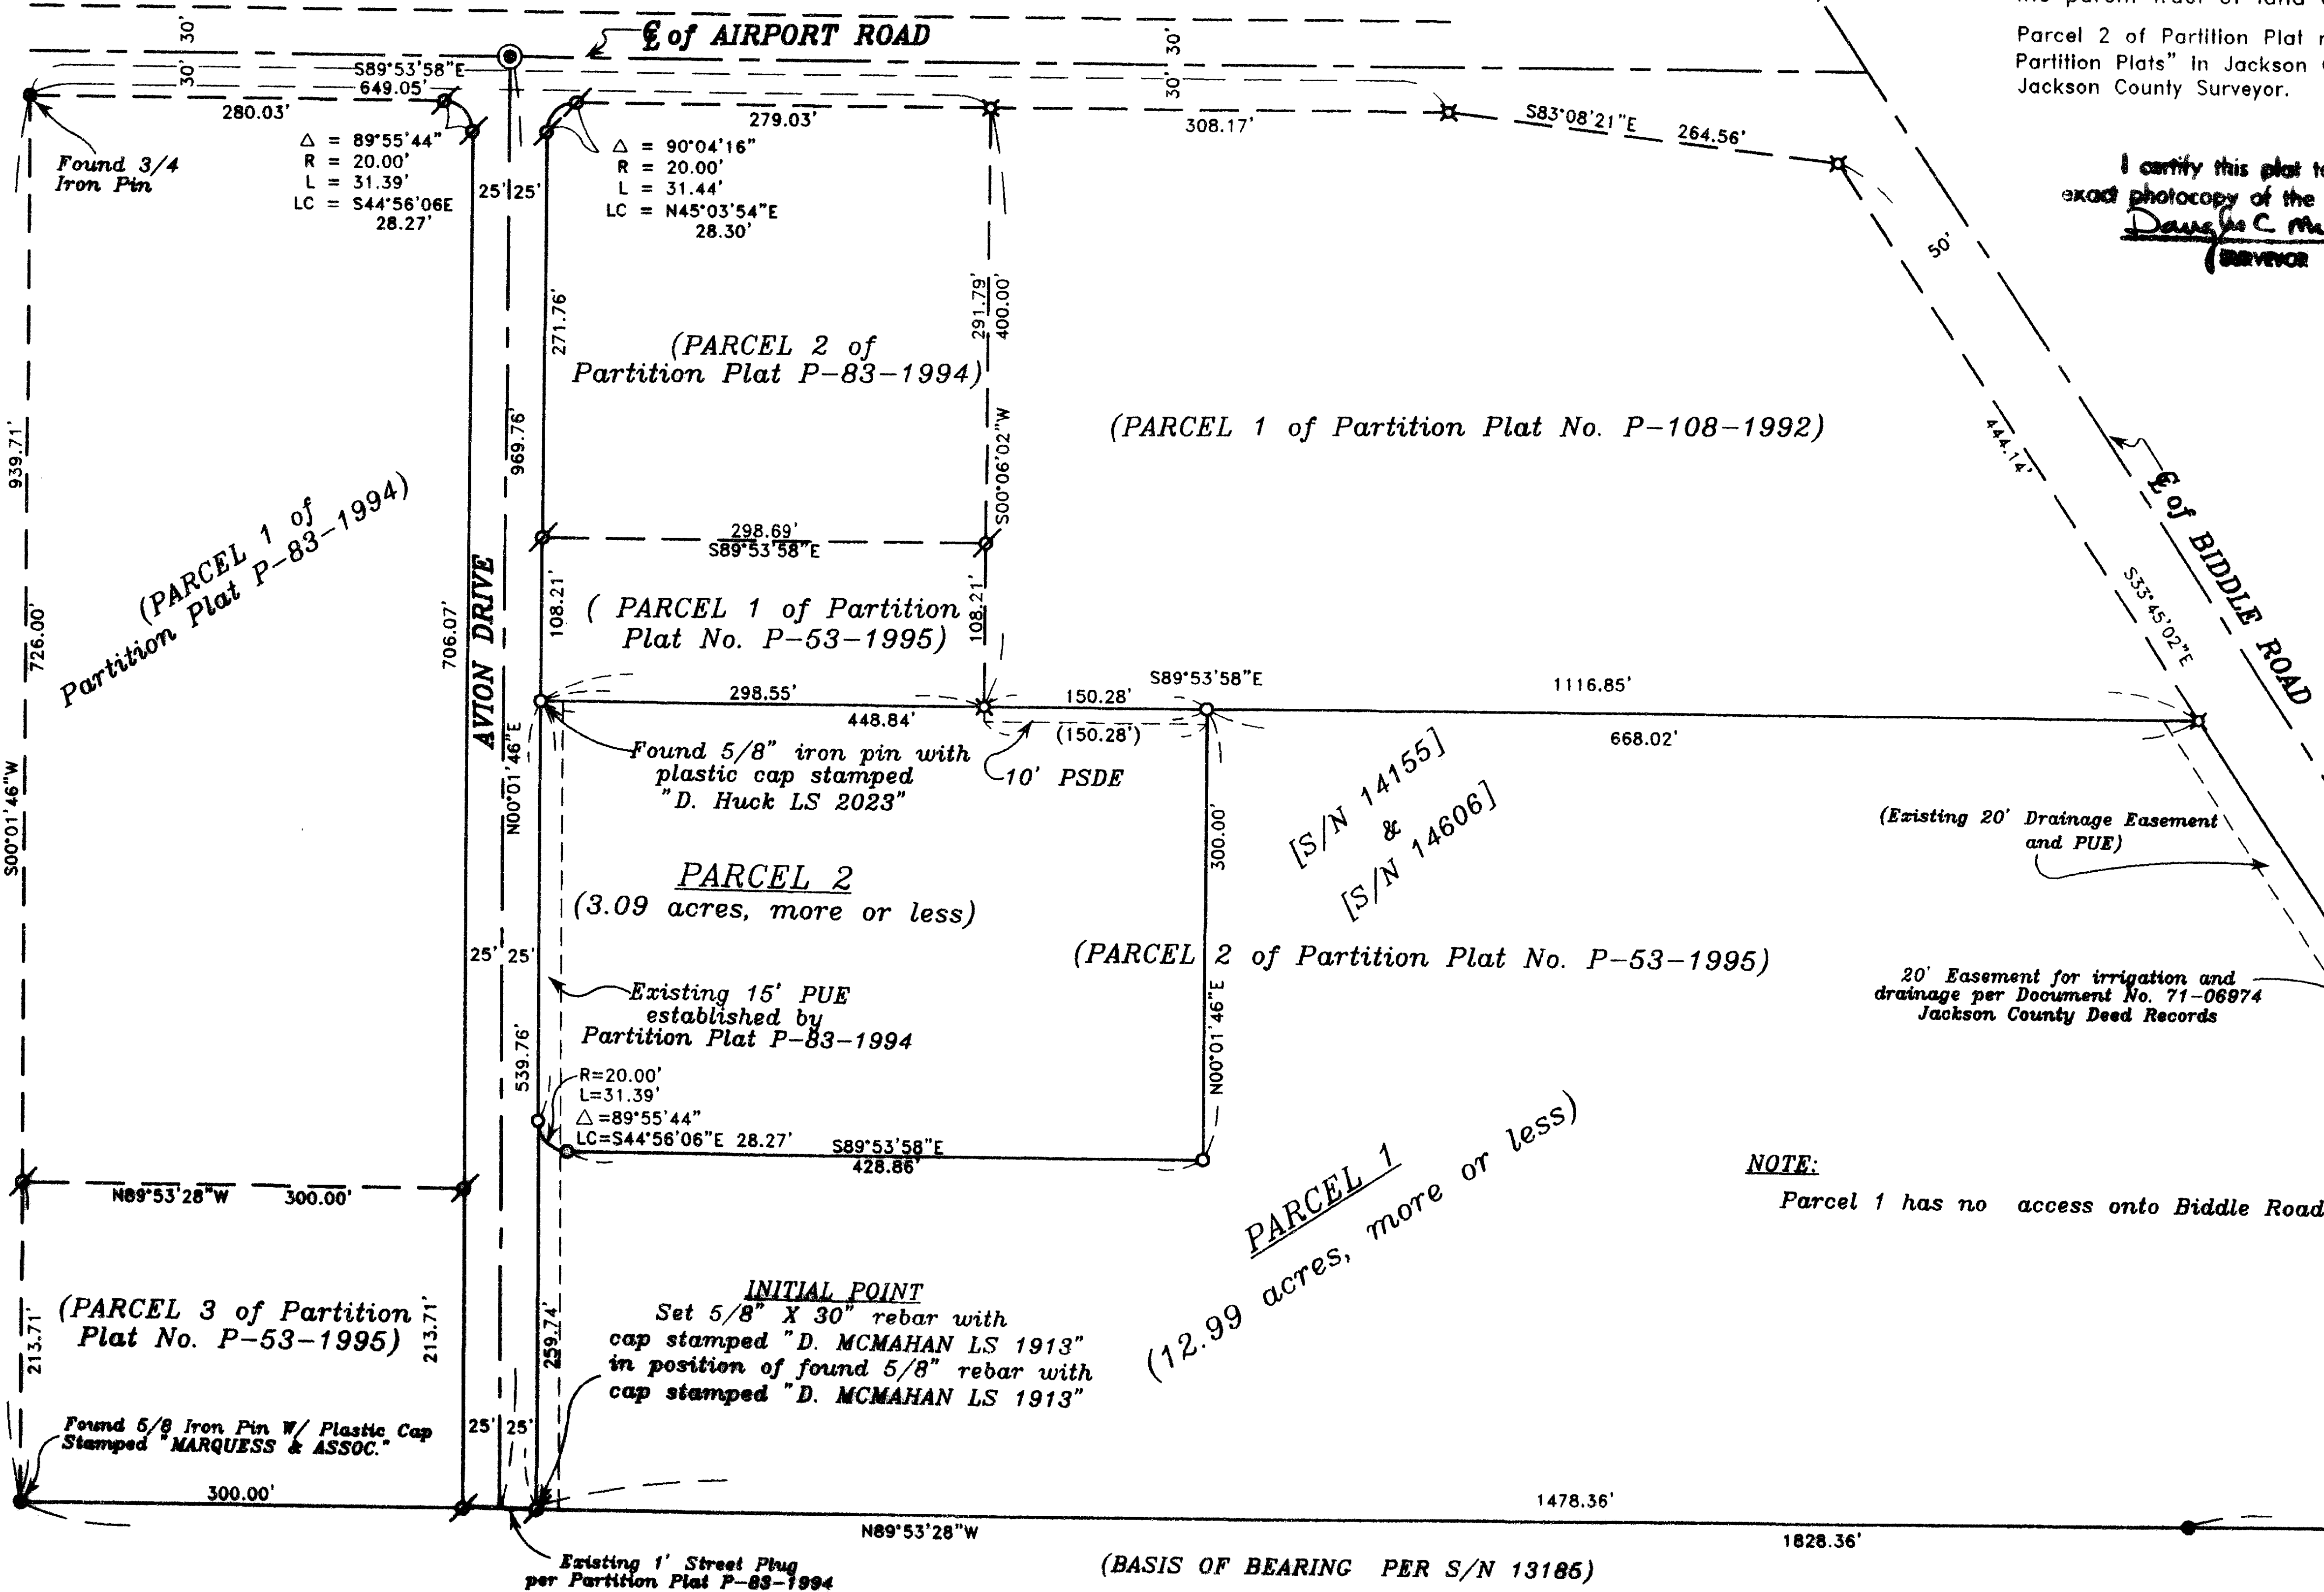 the parent tract of land
Parcel 2 of Partition Plat
Partition Plats" in Jackson
Jackson County Surveyor.
I certify this plat
exact photocopy of the
SURVEYOR
℄ of AIRPORT ROAD
30'
30'
30'
30'
S89°53'58"E
649.05'
280.03'
279.03'
308.17'
S83°08'21"E 264.56'
Found 3/4
Iron Pin
Δ = 89°55'44"
R = 20.00'
L = 31.39'
LC = S44°56'06E
28.27'
25' 25'
Δ = 90°04'16"
R = 20.00'
L = 31.44'
LC = N45°03'54"E
28.30'
50'
271.76'
291.79'
400.00'
(PARCEL 2 of
Partition Plat P-83-1994)
(PARCEL 1 of Partition Plat No. P-108-1992)
444.14'
℄ of BIDDLE ROAD
939.71'
969.76'
S00°06'02"W
(PARCEL 1 of
Partition Plat P-83-1994)
298.69'
S89°53'58"E
S33°45'02"E
726.00'
706.07'
AVION DRIVE
108.21'
( PARCEL 1 of Partition
Plat No. P-53-1995)
108.21'
298.55'
448.84'
150.28'
(150.28')
S89°53'58"E
1116.85'
668.02'
S00°01'46"W
N00°01'46"E
Found 5/8" iron pin with
plastic cap stamped
"D. Huck LS 2023"
10' PSDE
300.00'
[S/N 14155]
&
[S/N 14606]
(Existing 20' Drainage Easement
and PUE)
PARCEL 2
(3.09 acres, more or less)
25' 25'
(PARCEL 2 of Partition Plat No. P-53-1995)
20' Easement for irrigation and
drainage per Document No. 71-06974
Jackson County Deed Records
Existing 15' PUE
established by
Partition Plat P-83-1994
539.76'
N00°01'46"E
R=20.00'
L=31.39'
Δ=89°55'44"
LC=S44°56'06"E 28.27'
S89°53'58"E
428.86'
N89°53'28"W 300.00'
PARCEL 1
(12.99 acres, more or less)
NOTE:
Parcel 1 has no access onto Biddle Road
(PARCEL 3 of Partition
Plat No. P-53-1995)
213.71'
213.71'
259.74'
INITIAL POINT
Set 5/8" X 30" rebar with
cap stamped "D. MCMAHAN LS 1913"
in position of found 5/8" rebar with
cap stamped "D. MCMAHAN LS 1913"
Found 5/8 Iron Pin W/ Plastic Cap
Stamped "MARQUESS & ASSOC."
25' 25'
300.00'
1478.36'
N89°53'28"W
1828.36'
Existing 1' Street Plug
per Partition Plat P-83-1994
(BASIS OF BEARING PER S/N 13185)